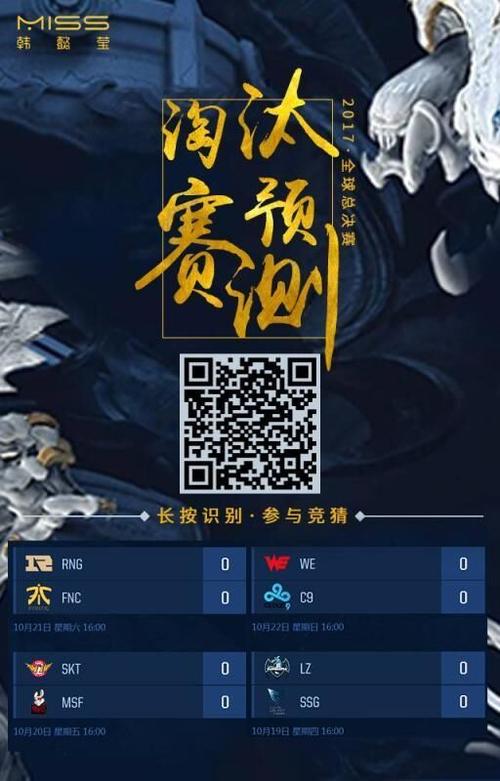 MISS
韩懿莹
淘汰
赛预测
2017·全球总决赛
长按识别·参与竞猜
RNG 0
FNC 0
10月21日 星期六 16:00
WE 0
C9 0
10月22日 星期日 16:00
SKT 0
MSF 0
10月20日 星期五 16:00
LZ 0
SSG 0
10月19日 星期四 16:00